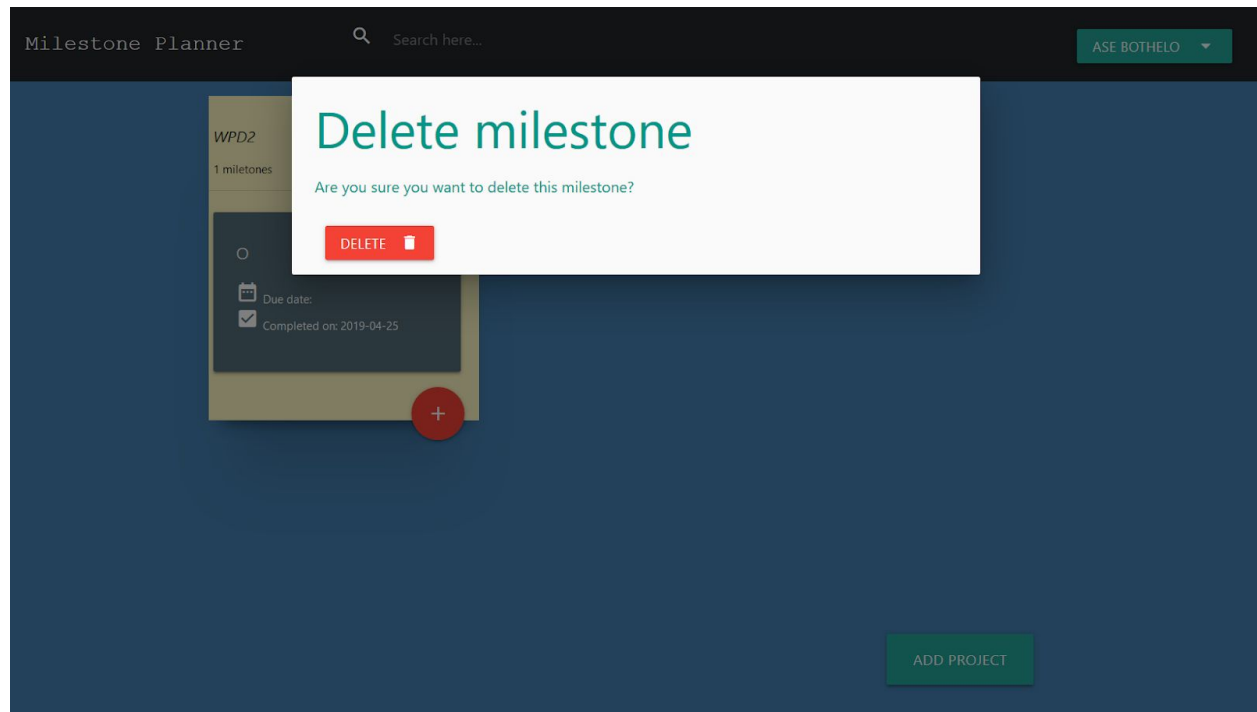 Milestone Planner
Search here...
ASE BOTHELO
WPD2
1 miletones
Delete milestone
Are you sure you want to delete this milestone?
DELETE
O
Due date:
Completed on: 2019-04-25
+
ADD PROJECT